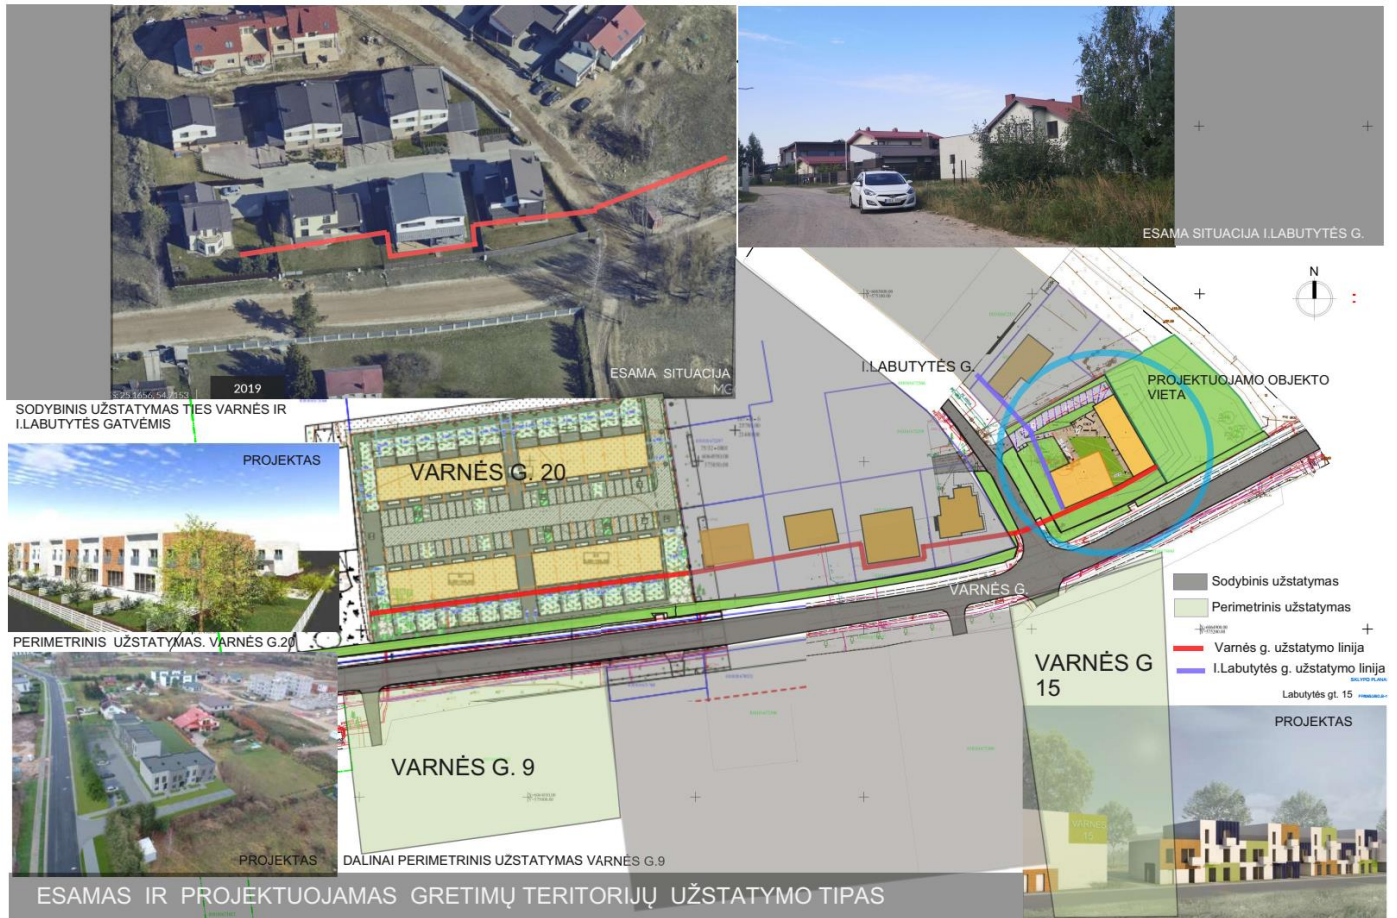 ESAMA SITUACIJA I.LABUTYTĖS G.
ESAMA SITUACIJA
2019
SODYBINIS UŽSTATYMAS TIES VARNĖS IR
I.LABUTYTĖS GATVĖMIS
N
I.LABUTYTĖS G.
PROJEKTUOJAMO OBJEKTO
VIETA
PROJEKTAS
VARNĖS G. 20
VARNĖS G.
Sodybinis užstatymas
Perimetrinis užstatymas
Varnės g. užstatymo linija
I.Labutytės g. užstatymo linija
Labutytės gt. 15
PERIMETRINIS UŽSTATYMAS. VARNĖS G.20
VARNĖS G
15
PROJEKTAS
VARNĖS
15
VARNĖS G. 9
PROJEKTAS
DALINAI PERIMETRINIS UŽSTATYMAS VARNĖS G.9
ESAMAS IR PROJEKTUOJAMAS GRETIMŲ TERITORIJŲ UŽSTATYMO TIPAS